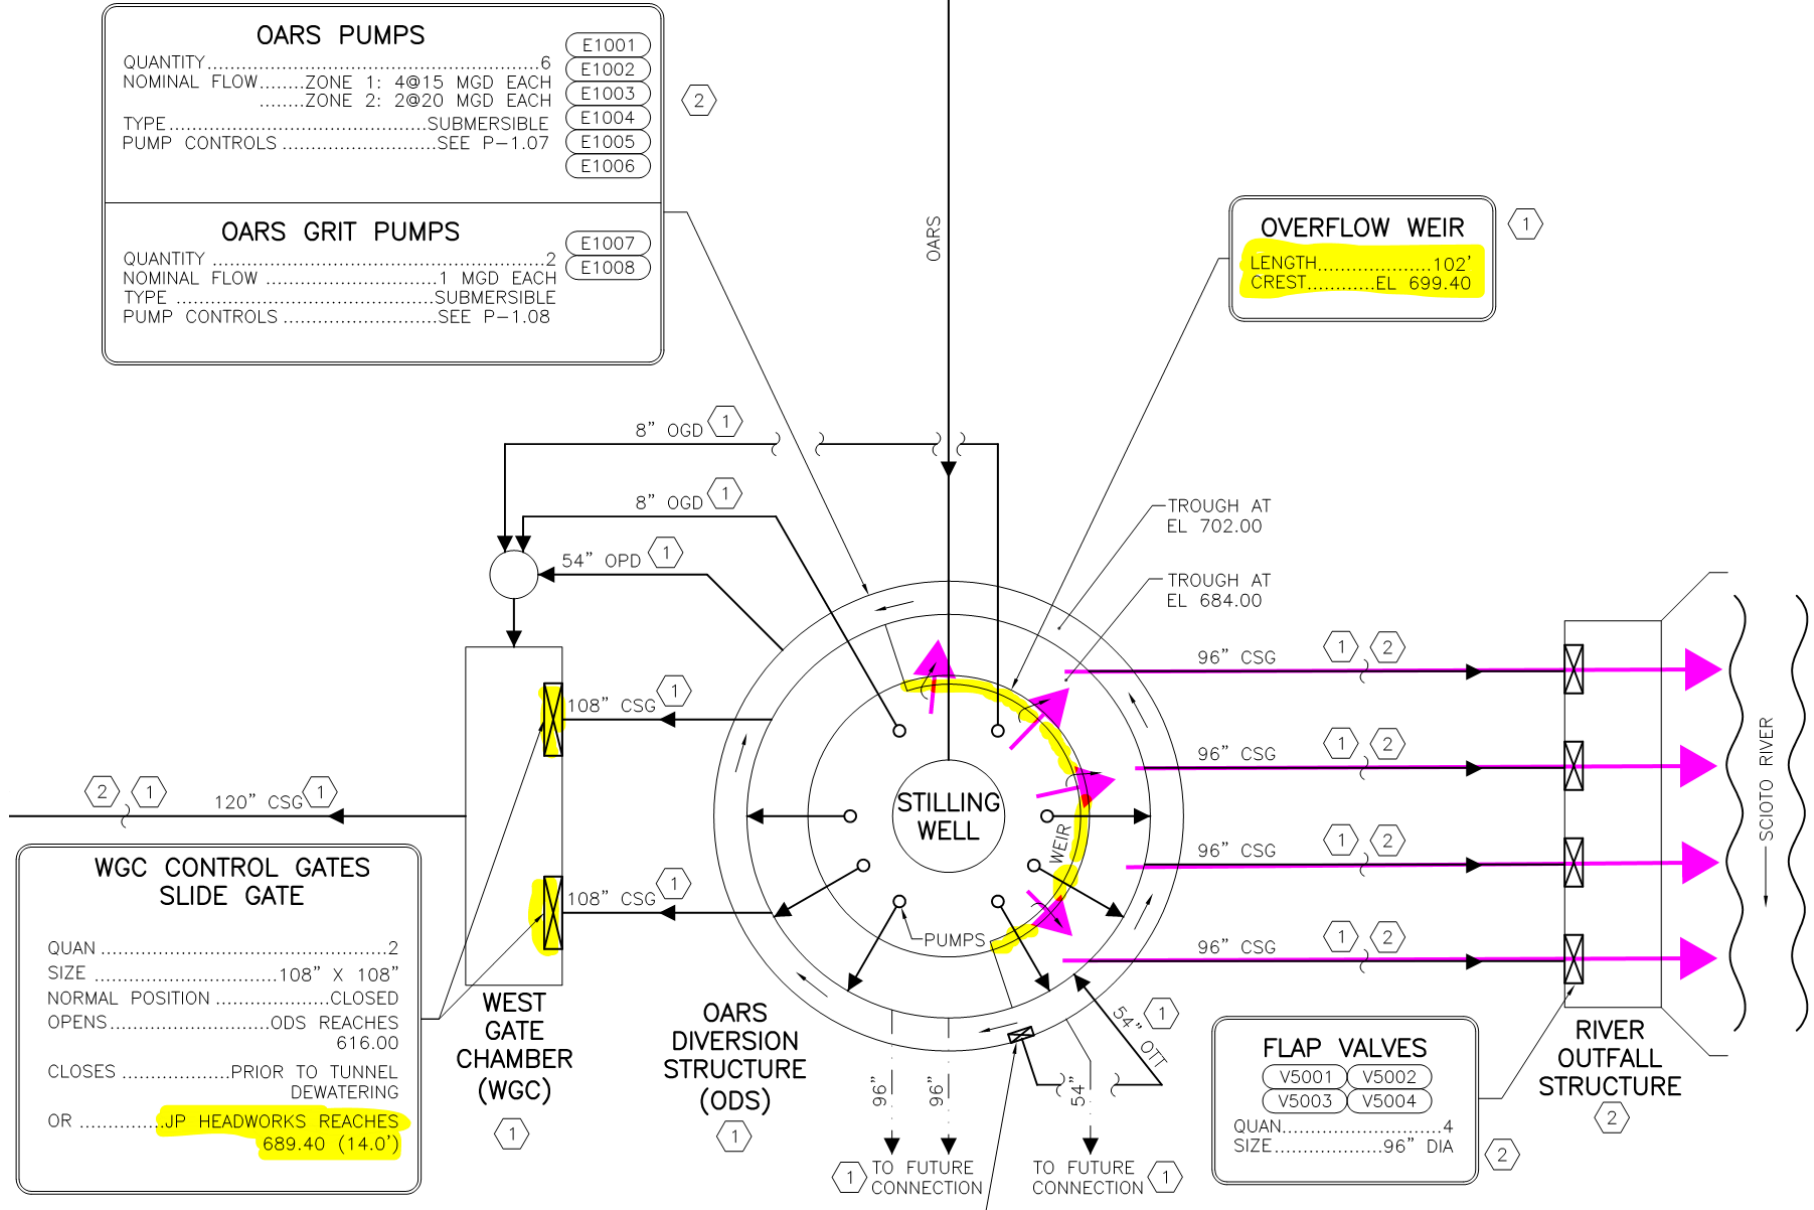 OARS PUMPS
QUANTITY..........................................................6
NOMINAL FLOW.......ZONE 1: 4@15 MGD EACH
.......ZONE 2: 2@20 MGD EACH
TYPE..........................................SUBMERSIBLE
PUMP CONTROLS.........................SEE P-1.07
E1001
E1002
E1003
E1004
E1005
E1006
2
OARS GRIT PUMPS
QUANTITY..........................................................2
NOMINAL FLOW............................1 MGD EACH
TYPE..........................................SUBMERSIBLE
PUMP CONTROLS.........................SEE P-1.08
E1007
E1008
OARS
OVERFLOW WEIR
LENGTH....................102'
CREST............EL 699.40
1
8" OGD 1
8" OGD 1
54" OPD 1
TROUGH AT
EL 702.00
TROUGH AT
EL 684.00
108" CSG 1
108" CSG 1
2 1
120" CSG 1
STILLING
WELL
WEIR
PUMPS
96" CSG 1 2
96" CSG 1 2
96" CSG 1 2
96" CSG 1 2
SCIOTO RIVER
WGC CONTROL GATES
SLIDE GATE
QUAN..........................................2
SIZE...........................108" X 108"
NORMAL POSITION................CLOSED
OPENS.......................ODS REACHES
616.00
CLOSES................PRIOR TO TUNNEL
DEWATERING
OR................JP HEADWORKS REACHES
689.40 (14.0')
WEST
GATE
CHAMBER
(WGC)
1
OARS
DIVERSION
STRUCTURE
(ODS)
1
96"
96"
54"
54" OTT
1
1 TO FUTURE
CONNECTION
TO FUTURE
CONNECTION 1
FLAP VALVES
V5001 V5002
V5003 V5004
QUAN..........................4
SIZE...................96" DIA
2
RIVER
OUTFALL
STRUCTURE
2